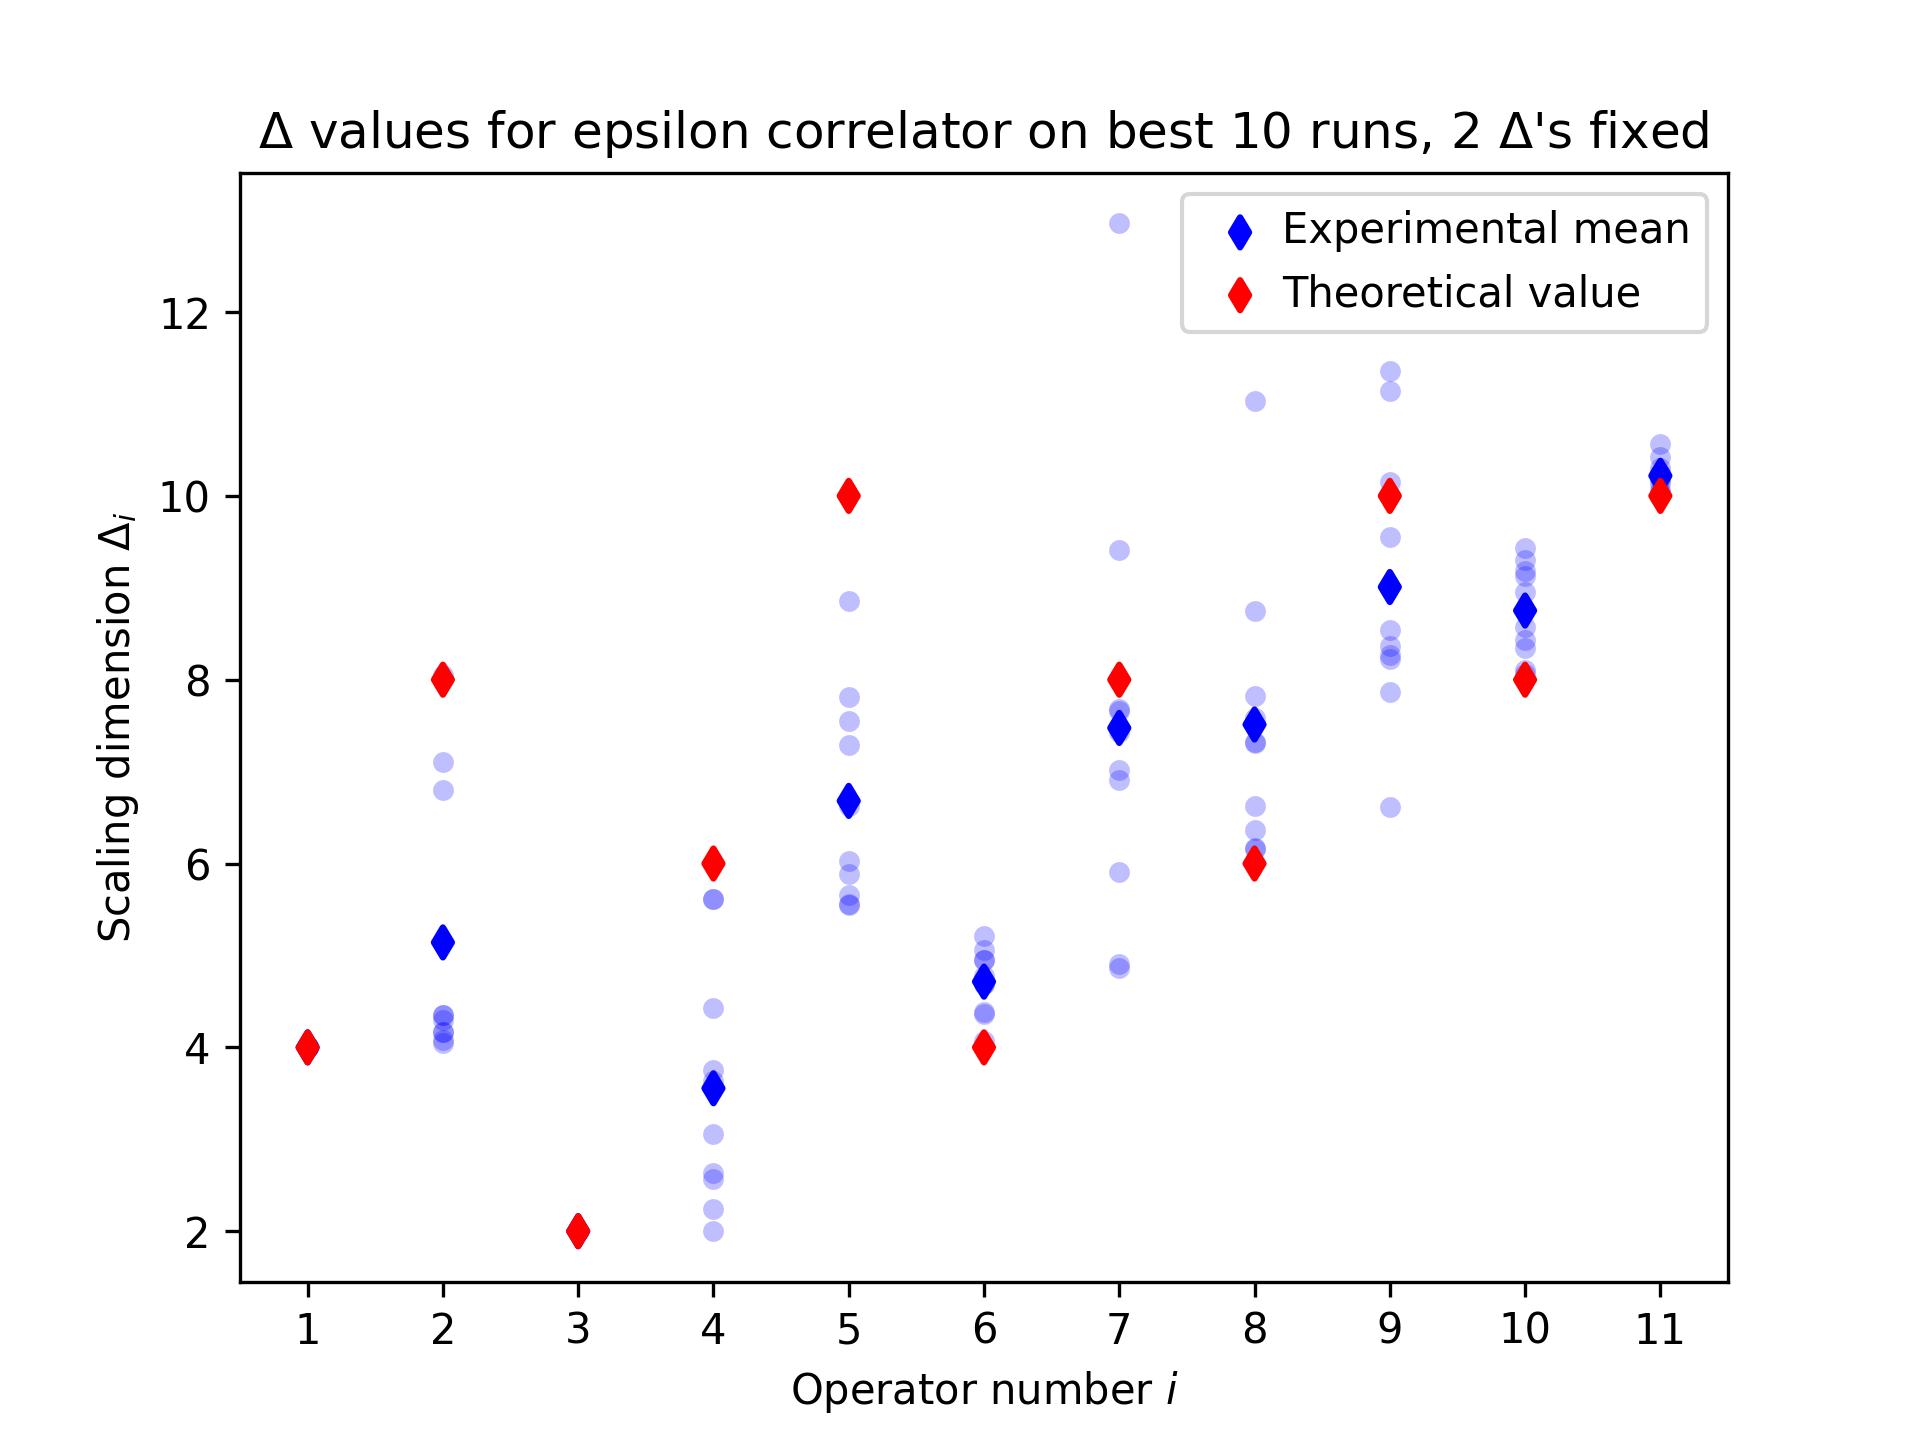 Δ values for epsilon correlator on best 10 runs, 2 Δ's fixed
Experimental mean
Theoretical value
Scaling dimension Δᵢ
12
10
8
6
4
2
1 2 3 4 5 6 7 8 9 10 11
Operator number i